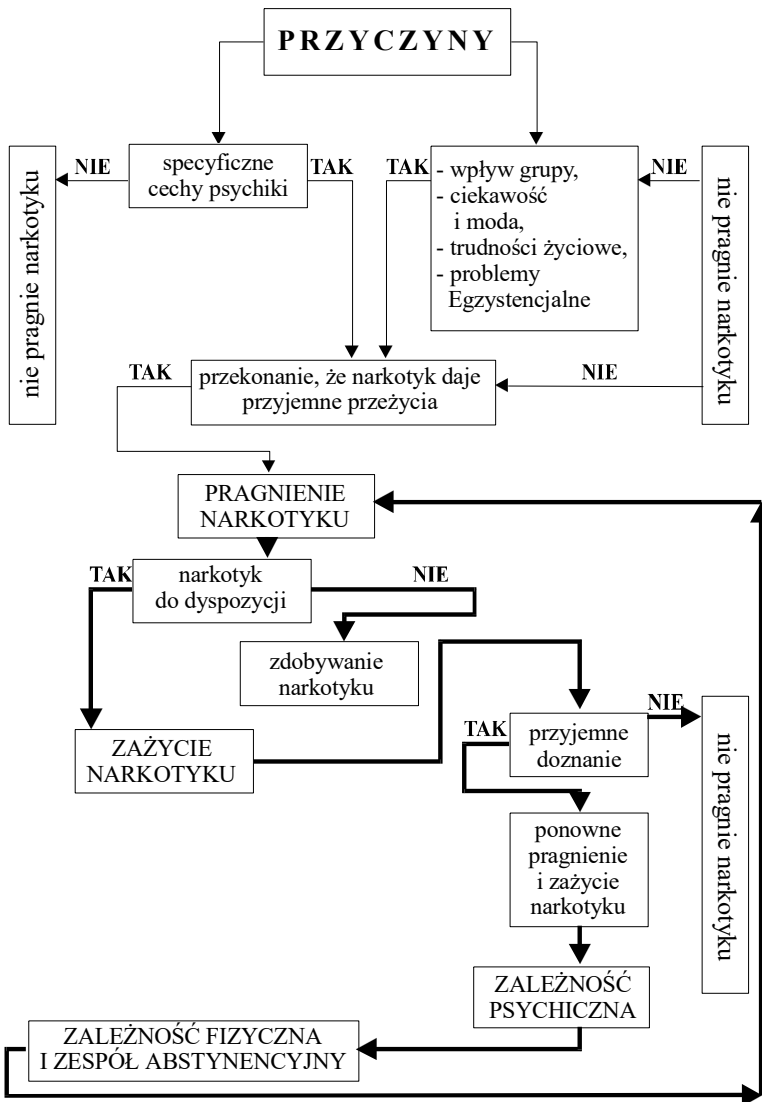 PRZYCZYNY
nie pragnie narkotyku
NIE
specyficzne
cechy psychiki
TAK
TAK
- wpływ grupy,
- ciekawość
i moda,
- trudności życiowe,
- problemy
Egzystencjalne
NIE
nie pragnie narkotyku
TAK
przekonanie, że narkotyk daje
przyjemne przeżycia
NIE
PRAGNIENIE
NARKOTYKU
TAK
narkotyk
do dyspozycji
NIE
zdobywanie
narkotyku
ZAŻYCIE
NARKOTYKU
TAK
przyjemne
doznanie
NIE
nie pragnie narkotyku
ponowne
pragnienie
i zażycie
narkotyku
ZALEŻNOŚĆ
PSYCHICZNA
ZALEŻNOŚĆ FIZYCZNA
I ZESPÓŁ ABSTYNENCYJNY